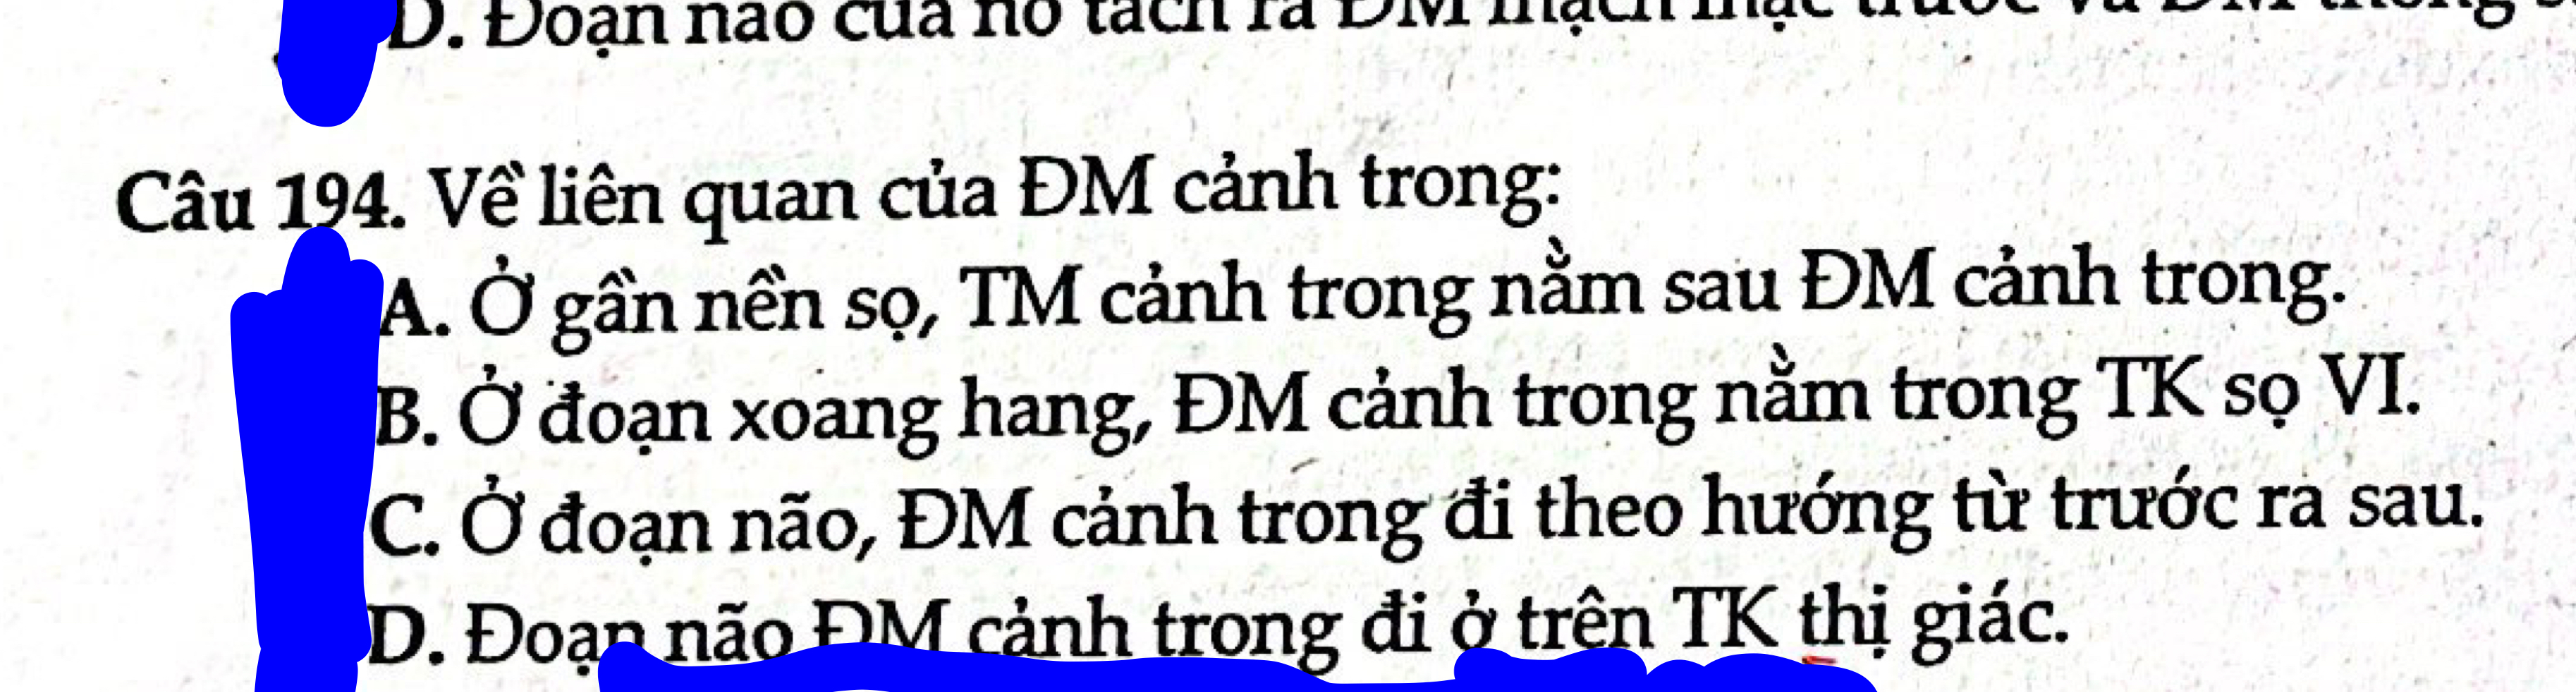 D. Đoạn não của nó tách ra ĐM mạch mạc trước và ĐM thông
Câu 194. Về liên quan của ĐM cảnh trong:
A. Ở gần nền sọ, TM cảnh trong nằm sau ĐM cảnh trong.
B. Ở đoạn xoang hang, ĐM cảnh trong nằm trong TK sọ VI.
C. Ở đoạn não, ĐM cảnh trong đi theo hướng từ trước ra sau.
D. Đoạn não ĐM cảnh trong đi ở trên TK thị giác.